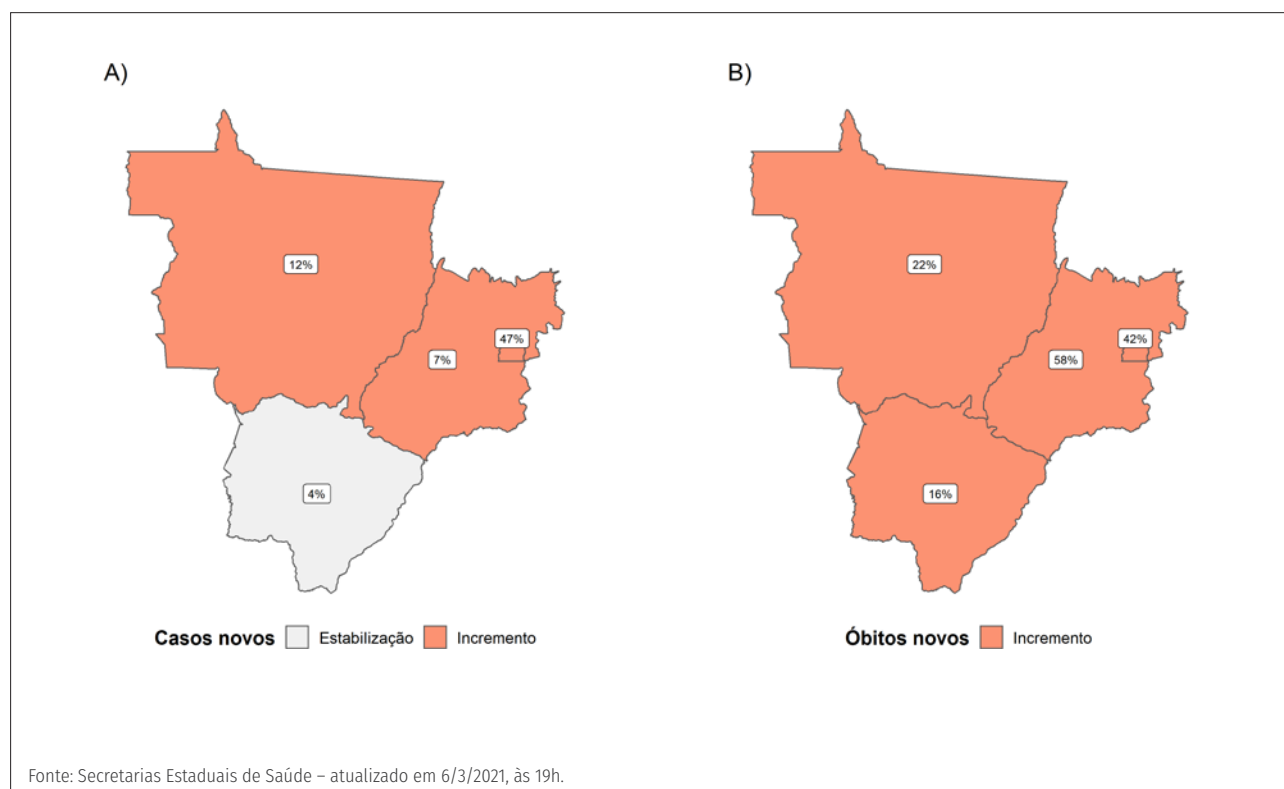 A)
12%
47%
7%
4%
Casos novos Estabilização Incremento
B)
22%
42%
58%
16%
Óbitos novos Incremento
Fonte: Secretarias Estaduais de Saúde – atualizado em 6/3/2021, às 19h.